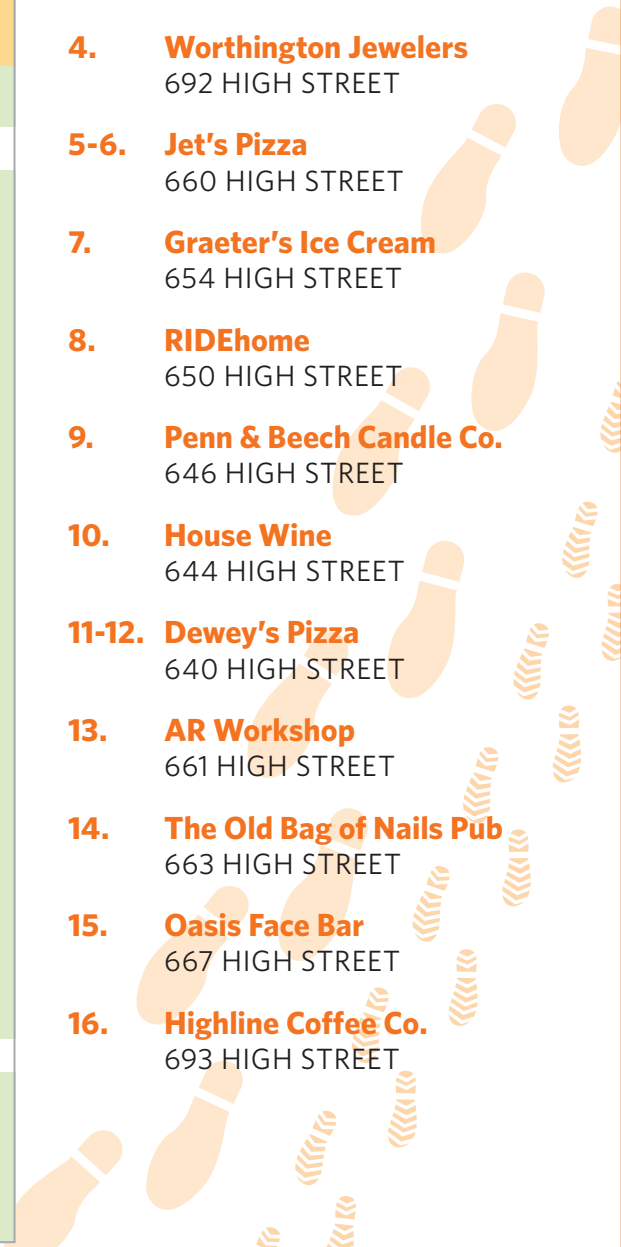 4. Worthington Jewelers
692 HIGH STREET
5-6. Jet's Pizza
660 HIGH STREET
7. Graeter's Ice Cream
654 HIGH STREET
8. RIDEhome
650 HIGH STREET
9. Penn & Beech Candle Co.
646 HIGH STREET
10. House Wine
644 HIGH STREET
11-12. Dewey's Pizza
640 HIGH STREET
13. AR Workshop
661 HIGH STREET
14. The Old Bag of Nails Pub
663 HIGH STREET
15. Oasis Face Bar
667 HIGH STREET
16. Highline Coffee Co.
693 HIGH STREET